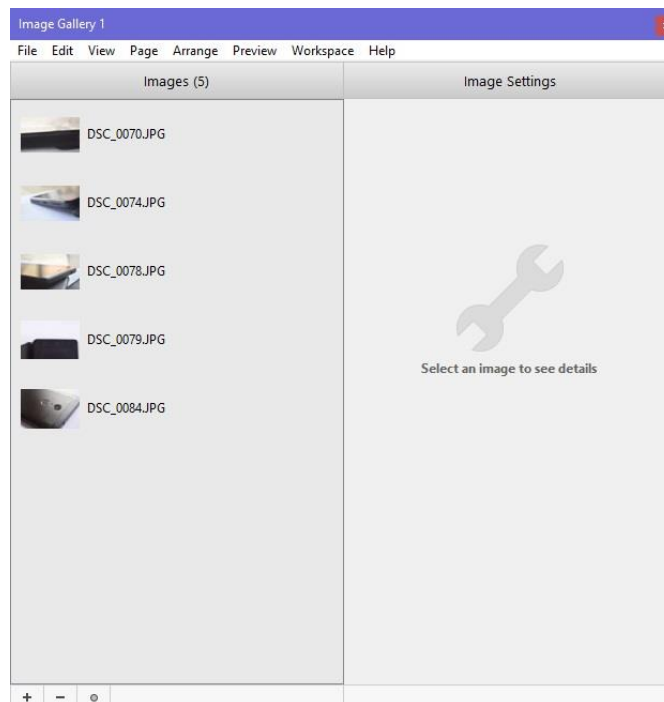 Image Gallery 1
File Edit View Page Arrange Preview Workspace Help
Images (5)
Image Settings
DSC_0070.JPG
DSC_0074.JPG
DSC_0078.JPG
DSC_0079.JPG
DSC_0084.JPG
Select an image to see details